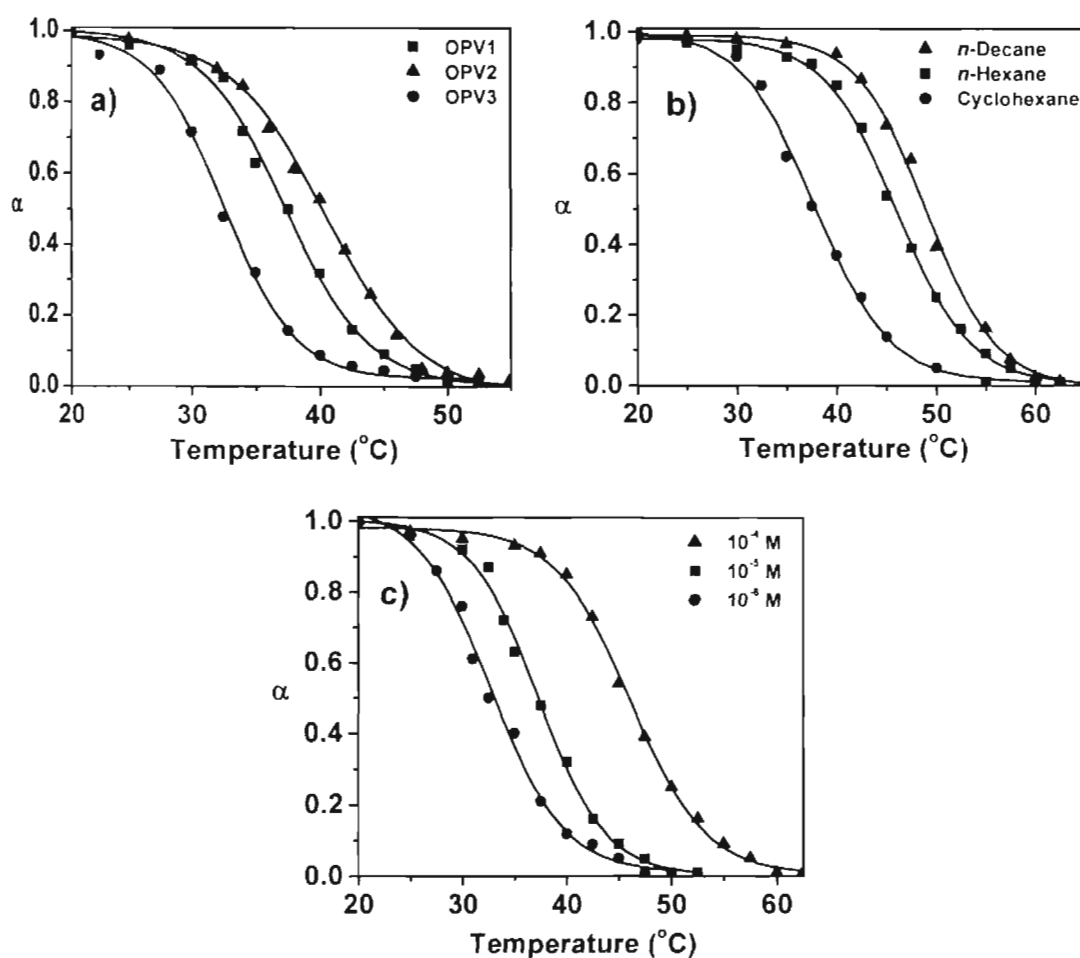 a)
OPV1
OPV2
OPV3
1.0
0.8
0.6
0.4
0.2
0.0
α
20
30
40
50
Temperature (°C)
b)
n-Decane
n-Hexane
Cyclohexane
1.0
0.8
0.6
0.4
0.2
0.0
α
20
30
40
50
60
Temperature (°C)
c)
10⁻⁴ M
10⁻⁵ M
10⁻⁶ M
1.0
0.8
0.6
0.4
0.2
0.0
α
20
30
40
50
60
Temperature (°C)